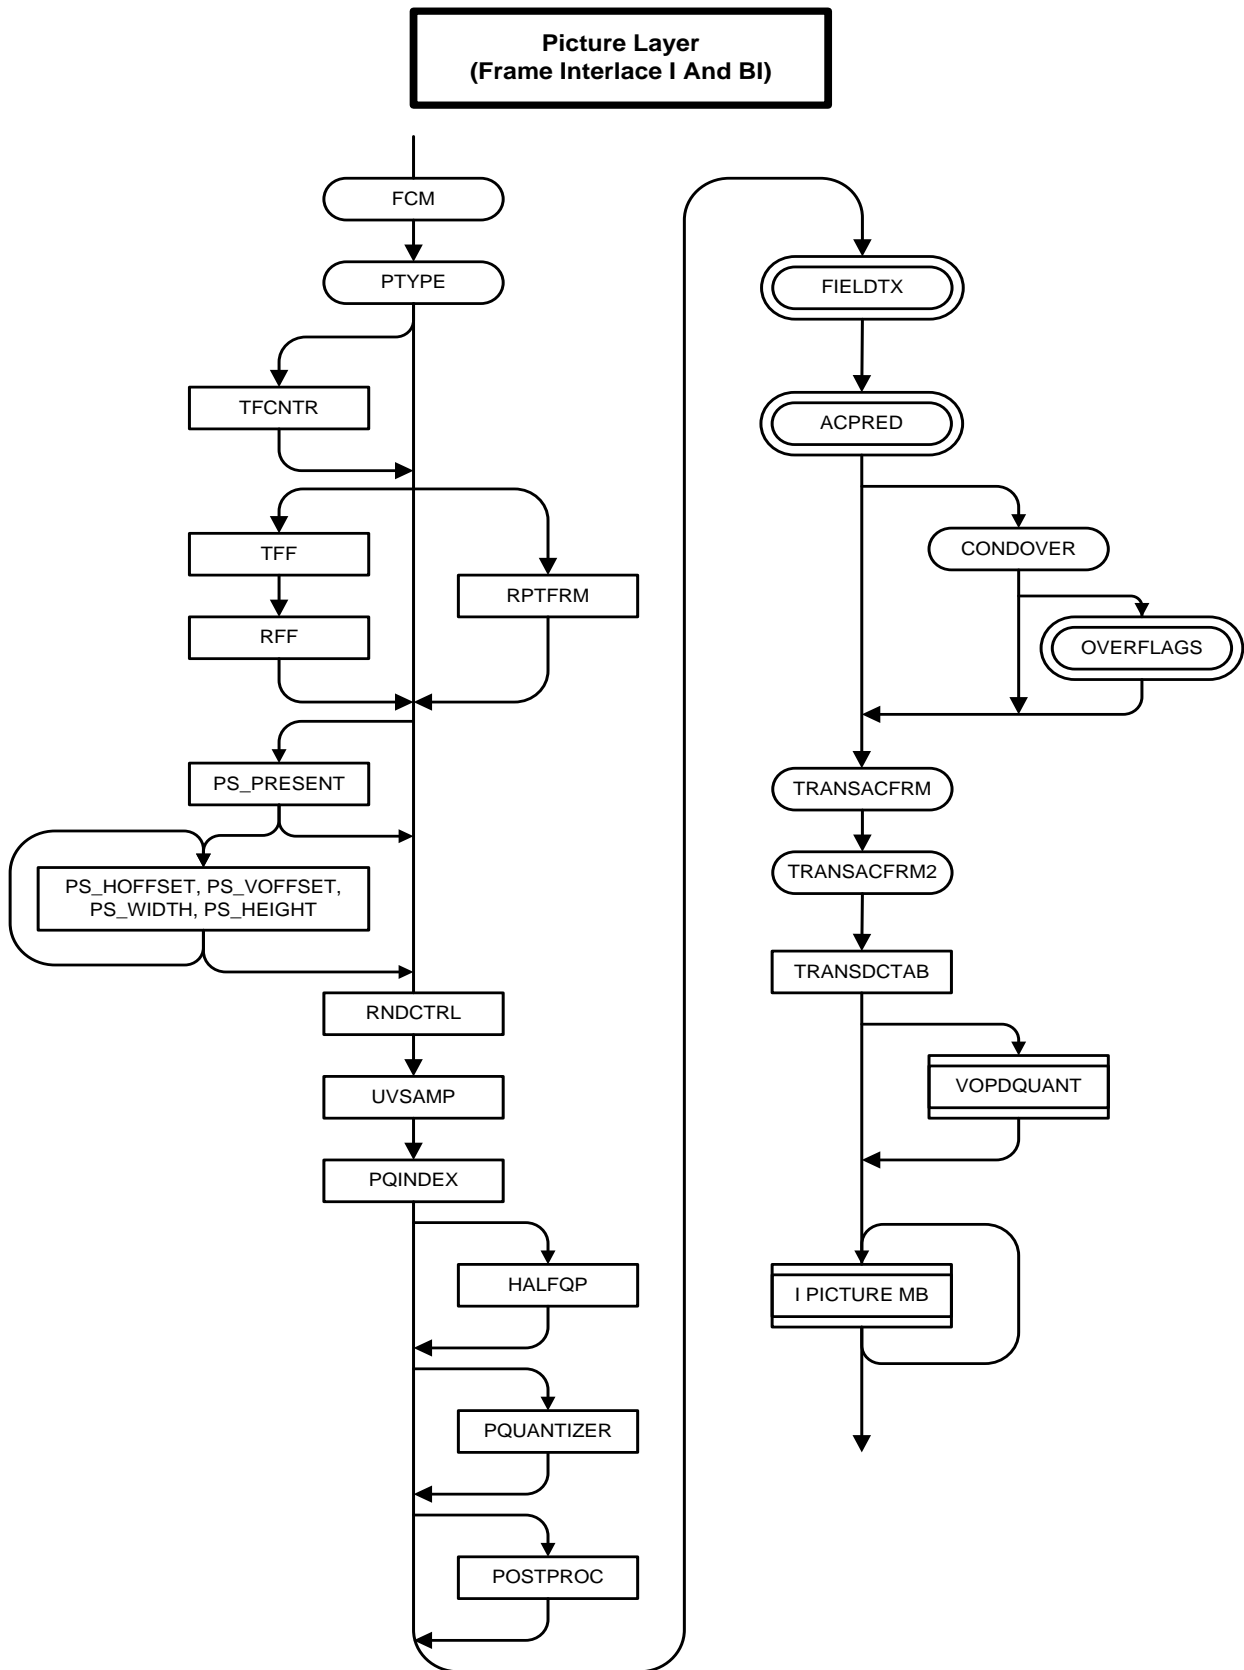 Picture Layer
(Frame Interlace I And BI)
FCM
PTYPE
TFCNTR
TFF
RPTFRM
RFF
PS_PRESENT
PS_HOFFSET, PS_VOFFSET,
PS_WIDTH, PS_HEIGHT
RNDCTRL
UVSAMP
PQINDEX
HALFQP
PQUANTIZER
POSTPROC
FIELDTX
ACPRED
CONDOVER
OVERFLAGS
TRANSACFRM
TRANSACFRM2
TRANSDCTAB
VOPDQUANT
I PICTURE MB